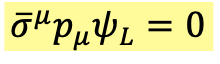 σ̄^μ p_μ ψ_L = 0